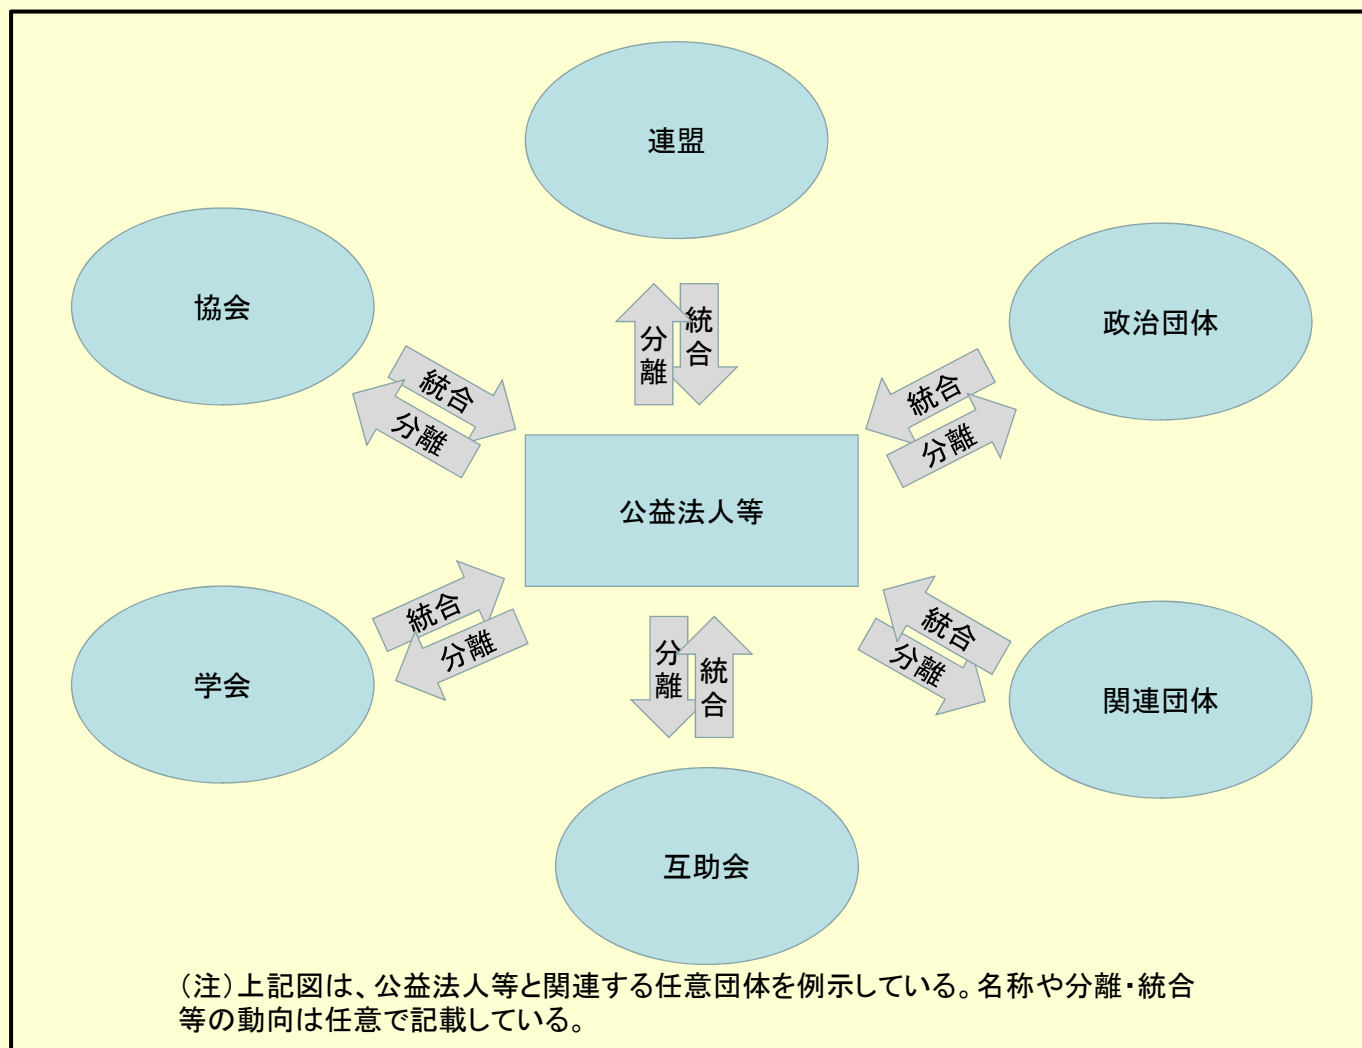 連盟
協会
政治団体
分離
統合
統合
分離
統合
分離
公益法人等
統合
分離
学会
分離
統合
統合
分離
関連団体
互助会
（注）上記図は、公益法人等と関連する任意団体を例示している。名称や分離・統合
等の動向は任意で記載している。